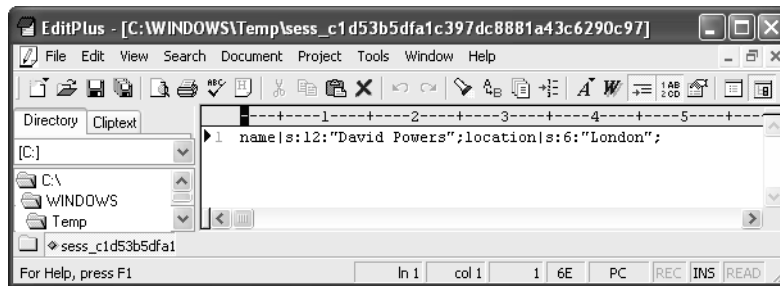 EditPlus - [C:\WINDOWS\Temp\sess_c1d53b5dfa1c397dc8881a43c6290c97]
File Edit View Search Document Project Tools Window Help
Directory Cliptext
----+----1----+----2----+----3----+----4----+----5----+---
[C:]
1 name|s:12:"David Powers";location|s:6:"London";
C:\
WINDOWS
Temp
sess_c1d53b5dfa1
For Help, press F1 ln 1 col 1 1 6E PC REC INS READ